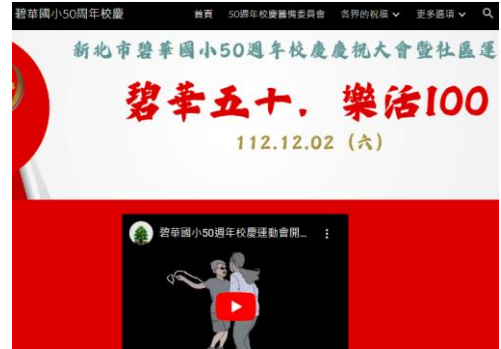 碧華國小50周年校慶 首頁 50週年校慶籌備委員會 各界的祝福 更多選項
新北市碧華國小50週年校慶慶祝大會暨社區運
碧華五十，樂活100
112.12.02（六）
碧華國小50週年校慶運動會開...